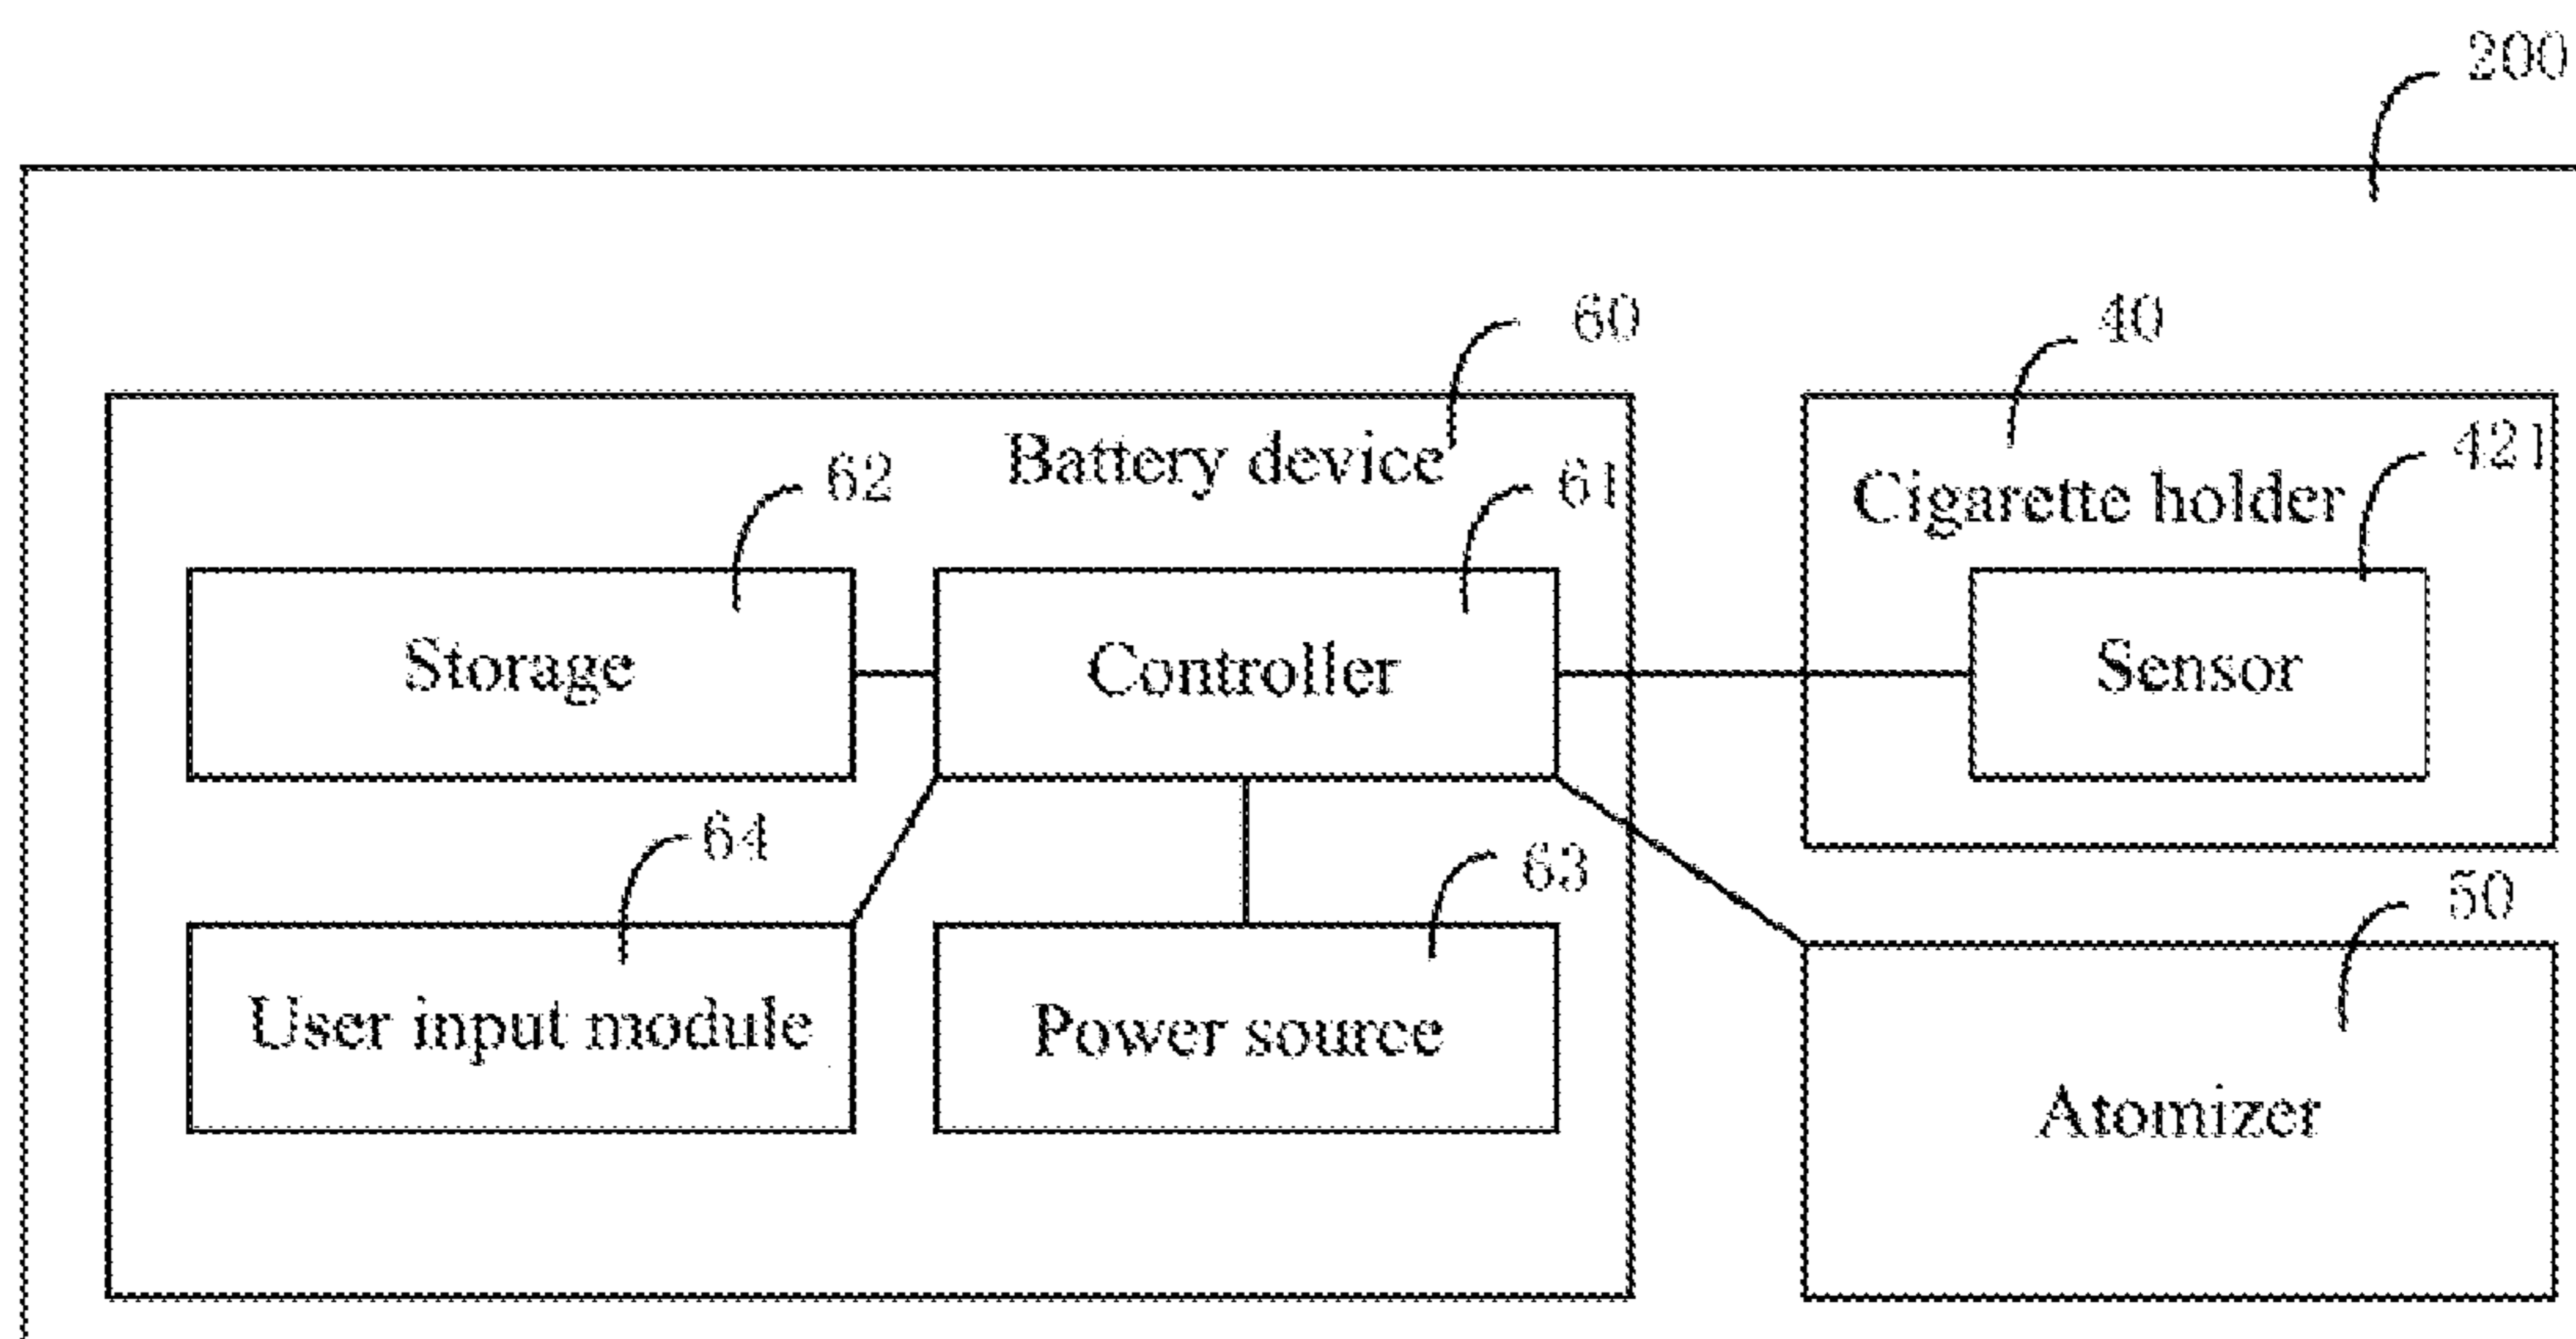 200
60
40
Battery device
62
61
Cigarette holder
421
Storage
Controller
Sensor
64
63
50
User input module
Power source
Atomizer